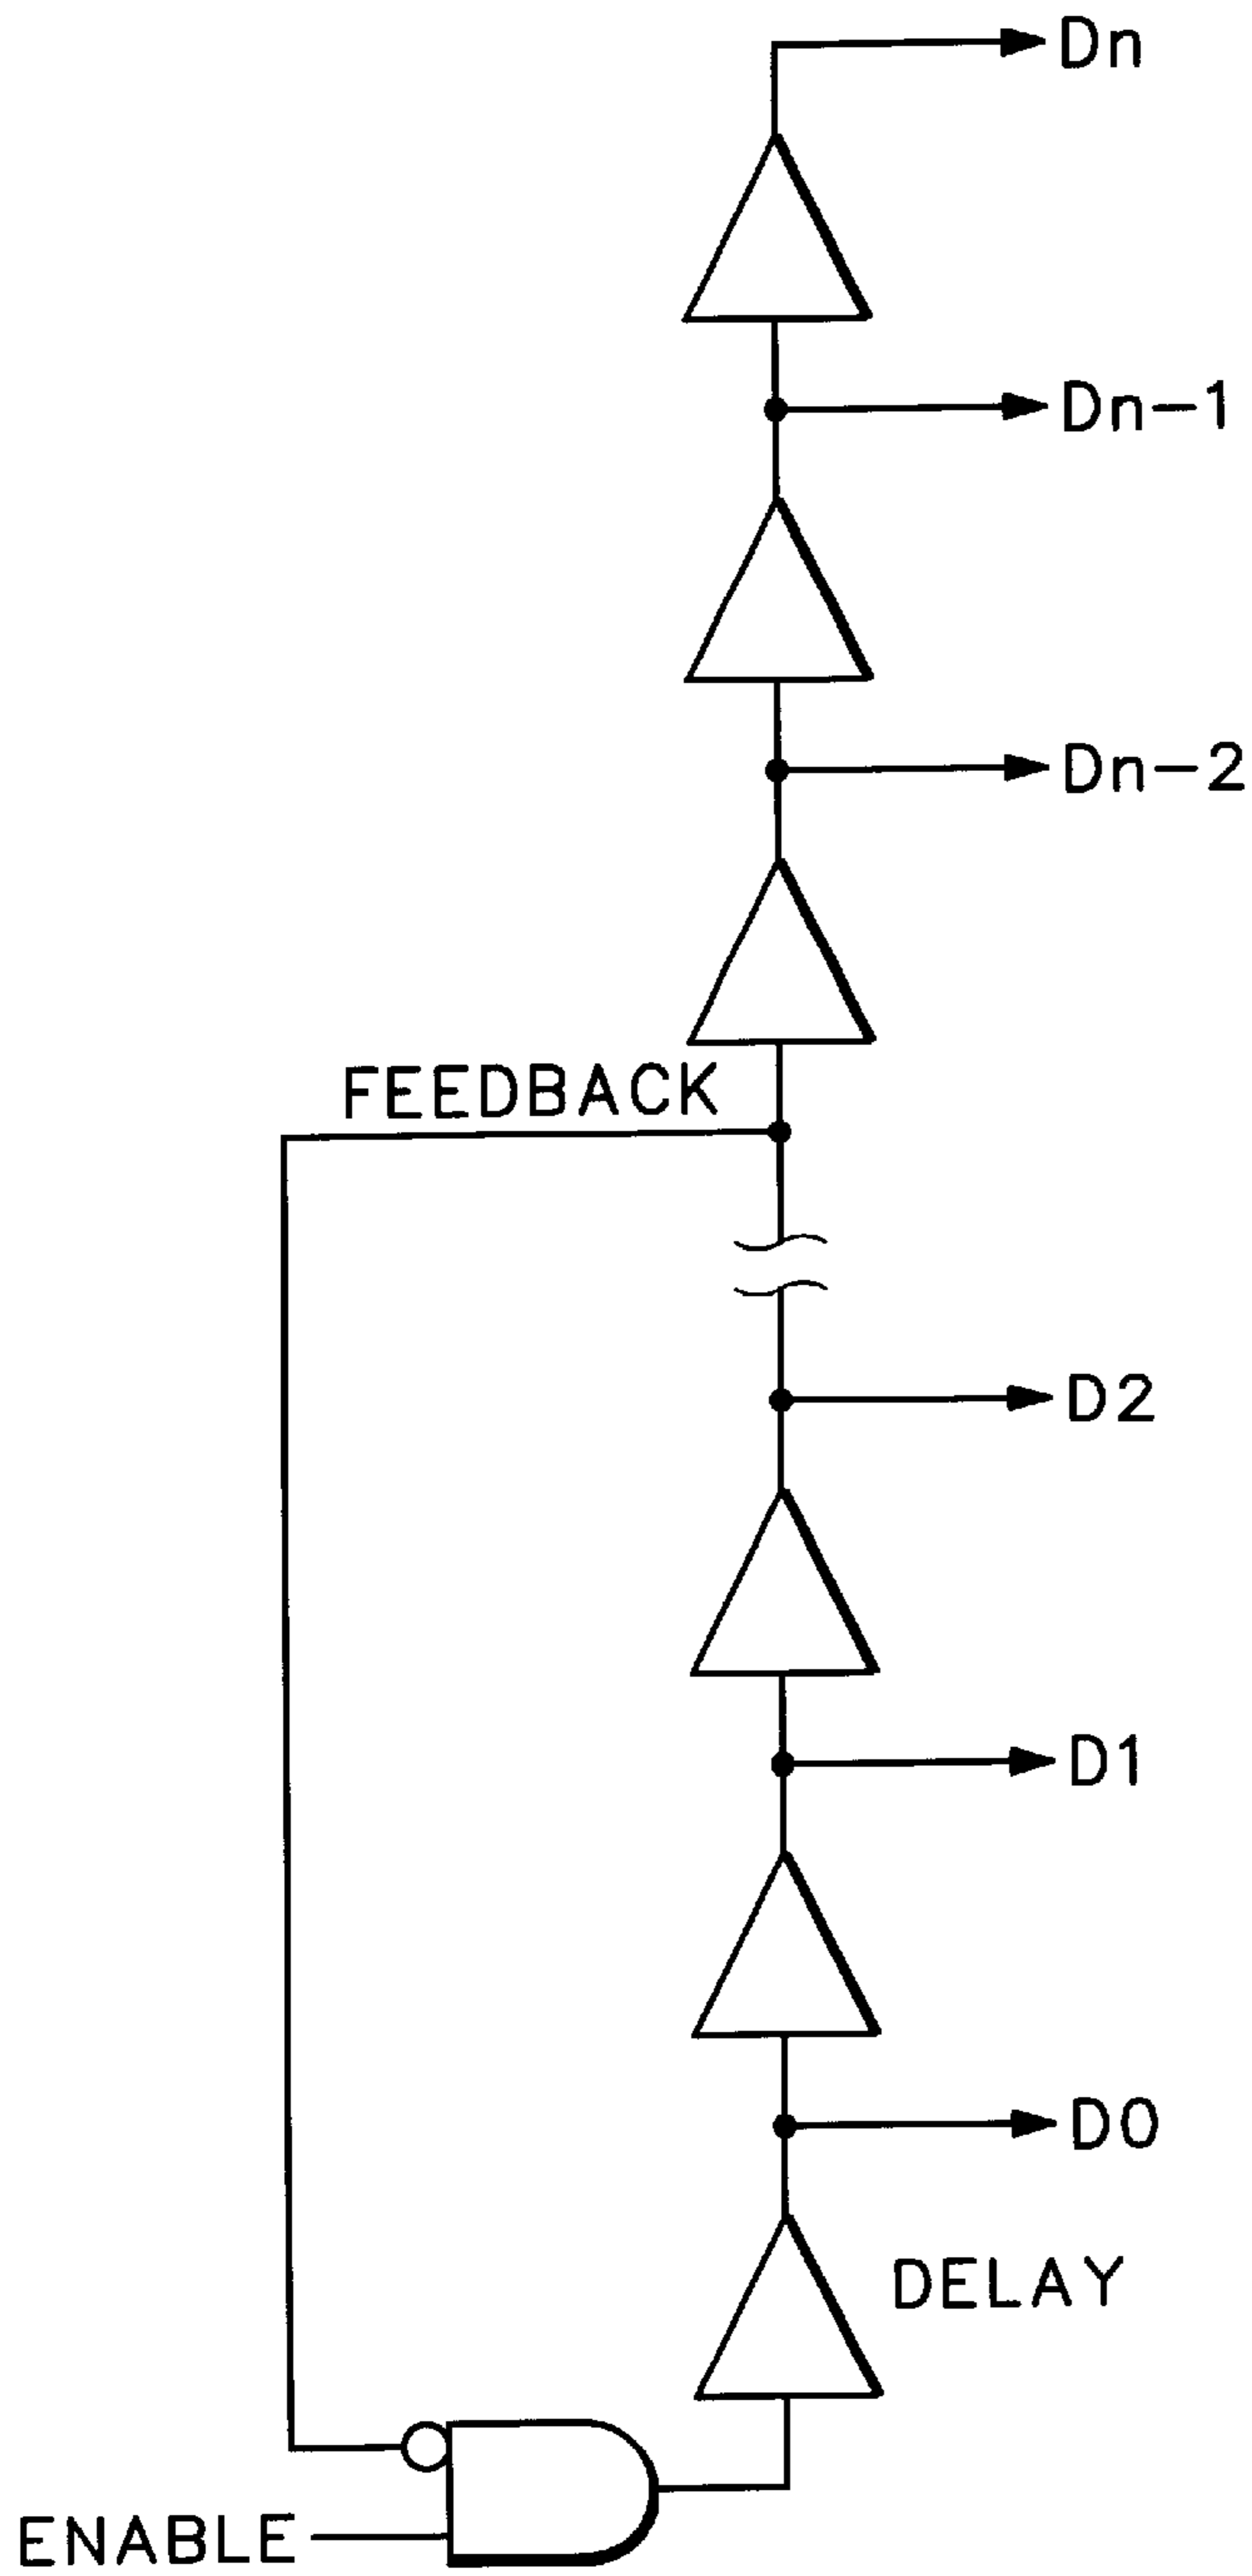 Dn
Dn-1
Dn-2
FEEDBACK
D2
D1
D0
DELAY
ENABLE